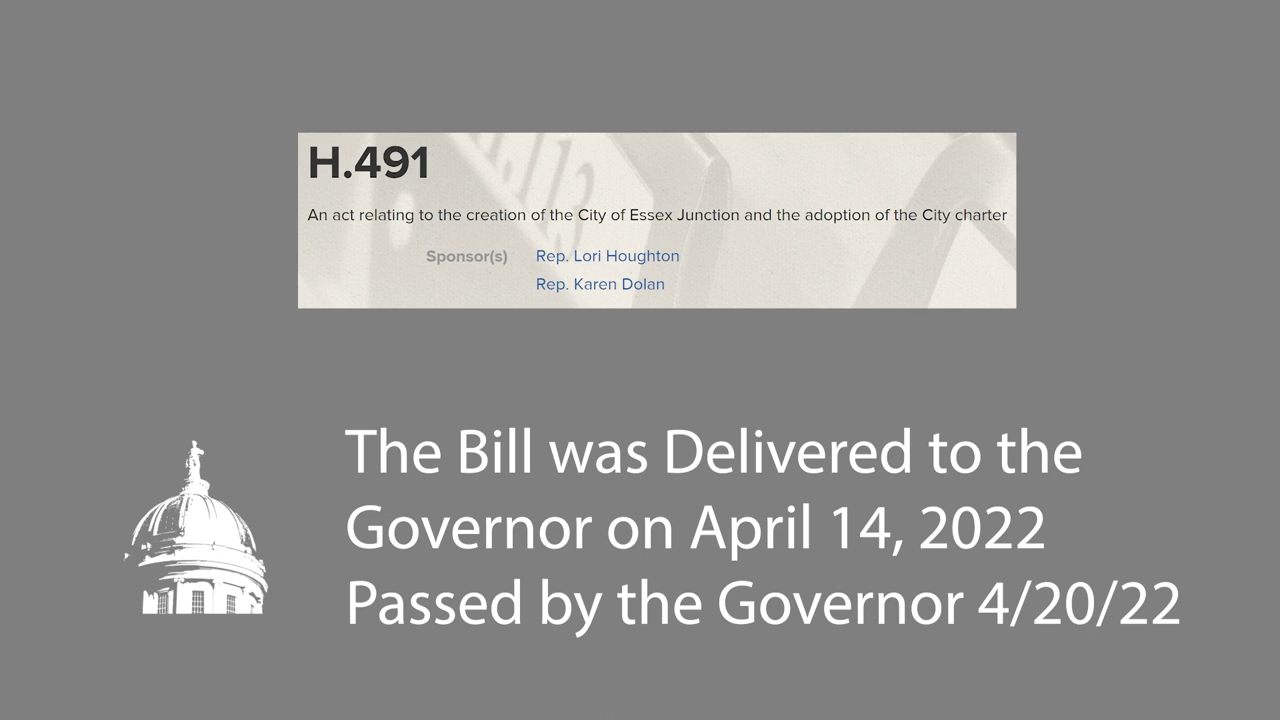 H.491
An act relating to the creation of the City of Essex Junction and the adoption of the City charter
Sponsor(s) Rep. Lori Houghton
Rep. Karen Dolan
The Bill was Delivered to the
Governor on April 14, 2022
Passed by the Governor 4/20/22